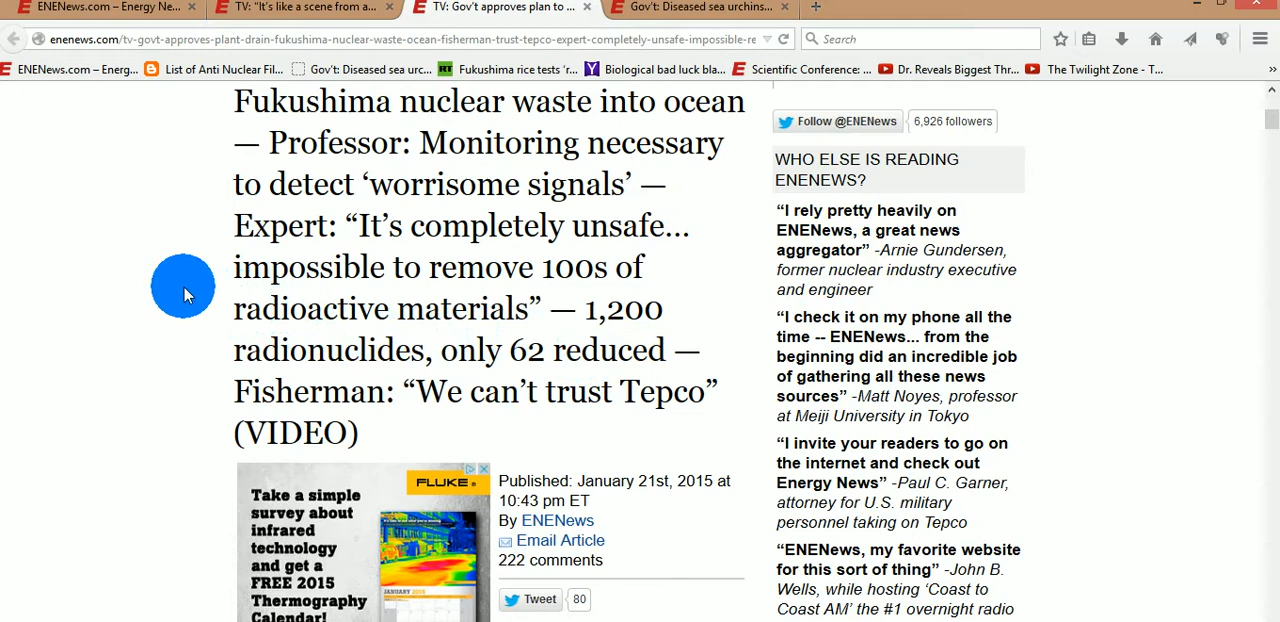 ENENews.com – Energy Ne...
TV: “It's like a scene from a...
TV: Gov't approves plan to ...
Gov't: Diseased sea urchins...
enenews.com/tv-govt-approves-plant-drain-fukushima-nuclear-waste-ocean-fisherman-trust-tepco-expert-completely-unsafe-impossible-re
Search
ENENews.com – Energ...
List of Anti Nuclear Fil...
Gov't: Diseased sea urc...
RT
Fukushima rice tests 'r...
Biological bad luck bla...
Scientific Conference: ...
Dr. Reveals Biggest Thr...
The Twilight Zone - T...
Fukushima nuclear waste into ocean
— Professor: Monitoring necessary
to detect ‘worrisome signals’ —
Expert: “It’s completely unsafe…
impossible to remove 100s of
radioactive materials” — 1,200
radionuclides, only 62 reduced —
Fisherman: “We can’t trust Tepco”
(VIDEO)
FLUKE®
Take a simple
survey about
infrared
technology
and get a
FREE 2015
Thermography
Calendar!
JANUARY 2015
Published: January 21st, 2015 at
10:43 pm ET
By ENENews
Email Article
222 comments
Tweet
80
Follow @ENENews
6,926 followers
WHO ELSE IS READING
ENENEWS?
“I rely pretty heavily on
ENENews, a great news
aggregator” -Arnie Gundersen,
former nuclear industry executive
and engineer
“I check it on my phone all the
time -- ENENews... from the
beginning did an incredible job
of gathering all these news
sources” -Matt Noyes, professor
at Meiji University in Tokyo
“I invite your readers to go on
the internet and check out
Energy News” -Paul C. Garner,
attorney for U.S. military
personnel taking on Tepco
“ENENews, my favorite website
for this sort of thing” -John B.
Wells, while hosting ‘Coast to
Coast AM’ the #1 overnight radio